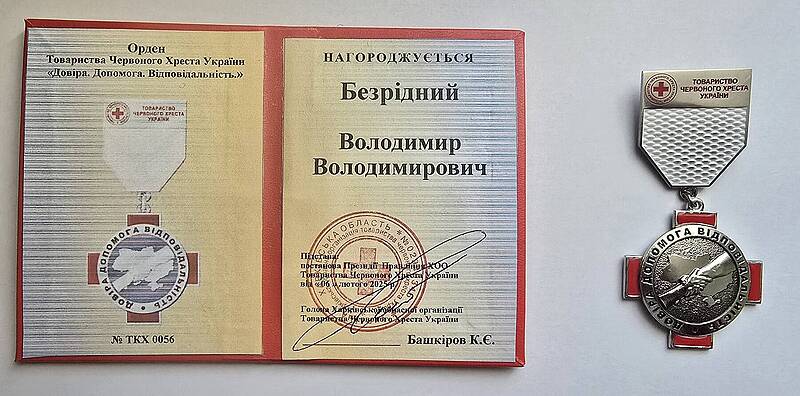 Орден
Товариства Червоного Хреста України
«Довіра. Допомога. Відповідальність.»
ТОВАРИСТВО
ЧЕРВОНОГО ХРЕСТА
УКРАЇНИ
ДОВІРА ДОПОМОГА ВІДПОВІДАЛЬНІСТЬ
№ ТКХ 0056
НАГОРОДЖУЄТЬСЯ
Безрідний
Володимир
Володимирович
Підстава:
постанова Президії Правління ХОО
Товариства Червоного Хреста України
від «06» лютого 2025 р.
Голова Харківської обласної організації
Товариства Червоного Хреста України
Башкіров К.Є.
ТОВАРИСТВО
ЧЕРВОНОГО ХРЕСТА
УКРАЇНИ
ДОВІРА ДОПОМОГА ВІДПОВІДАЛЬНІСТЬ